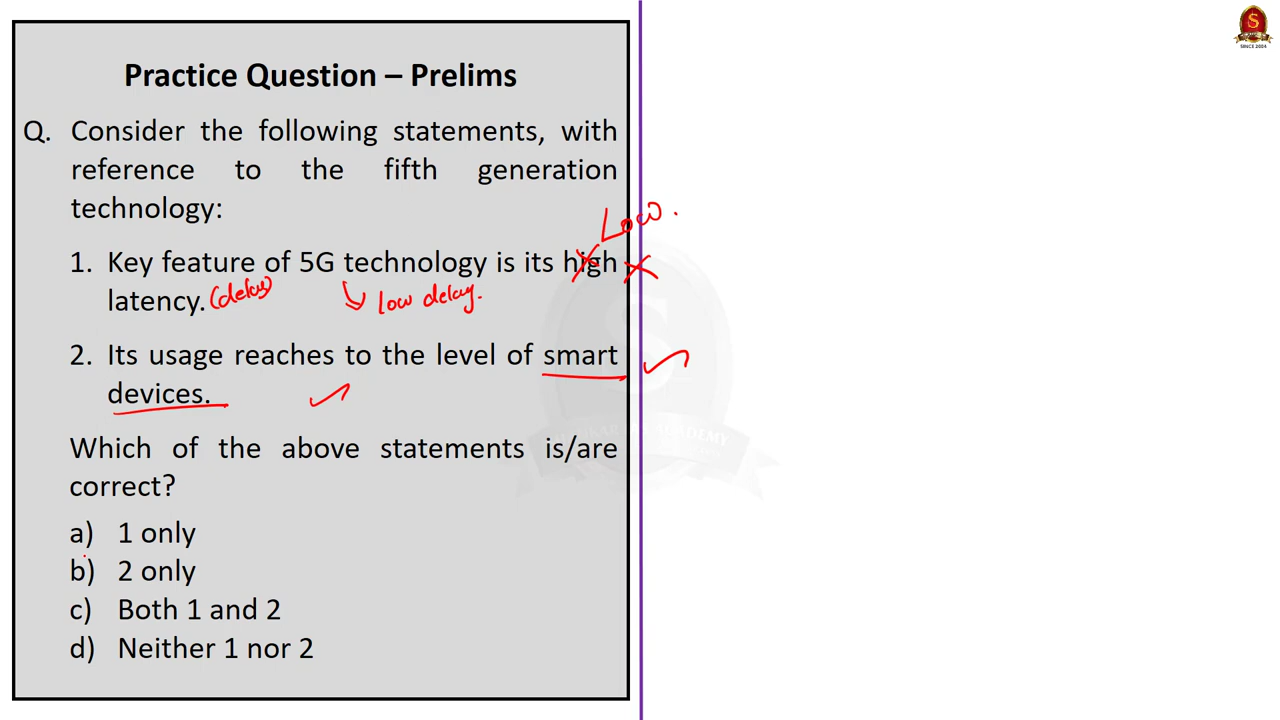 Practice Question – Prelims
Q. Consider the following statements, with
reference to the fifth generation
technology:
Low.
1. Key feature of 5G technology is its high
latency. (delay) low delay.
2. Its usage reaches to the level of smart
devices.
Which of the above statements is/are
correct?
a) 1 only
b) 2 only
c) Both 1 and 2
d) Neither 1 nor 2
S
SINCE 2004
ACADEMY